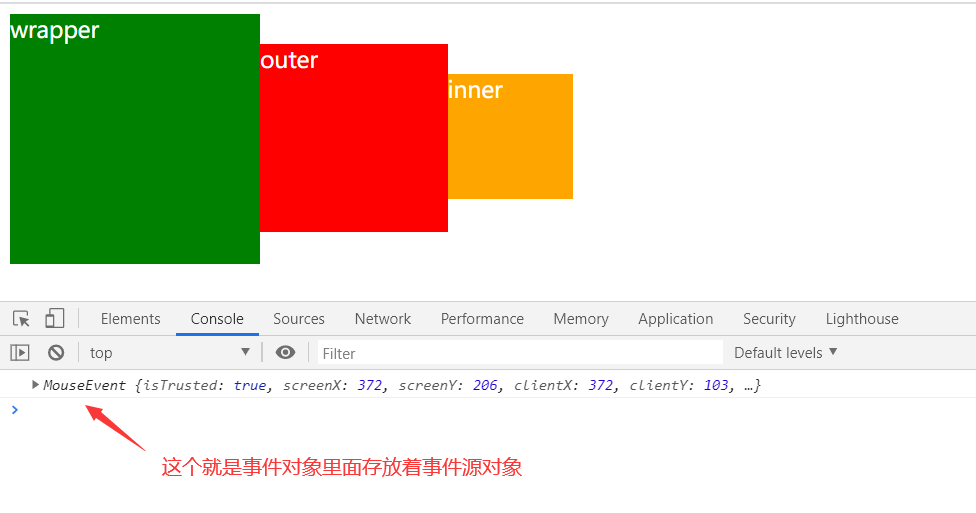 wrapper
outer
inner
Elements Console Sources Network Performance Memory Application Security Lighthouse
top Filter Default levels
MouseEvent {isTrusted: true, screenX: 372, screenY: 206, clientX: 372, clientY: 103, …}
这个就是事件对象里面存放着事件源对象